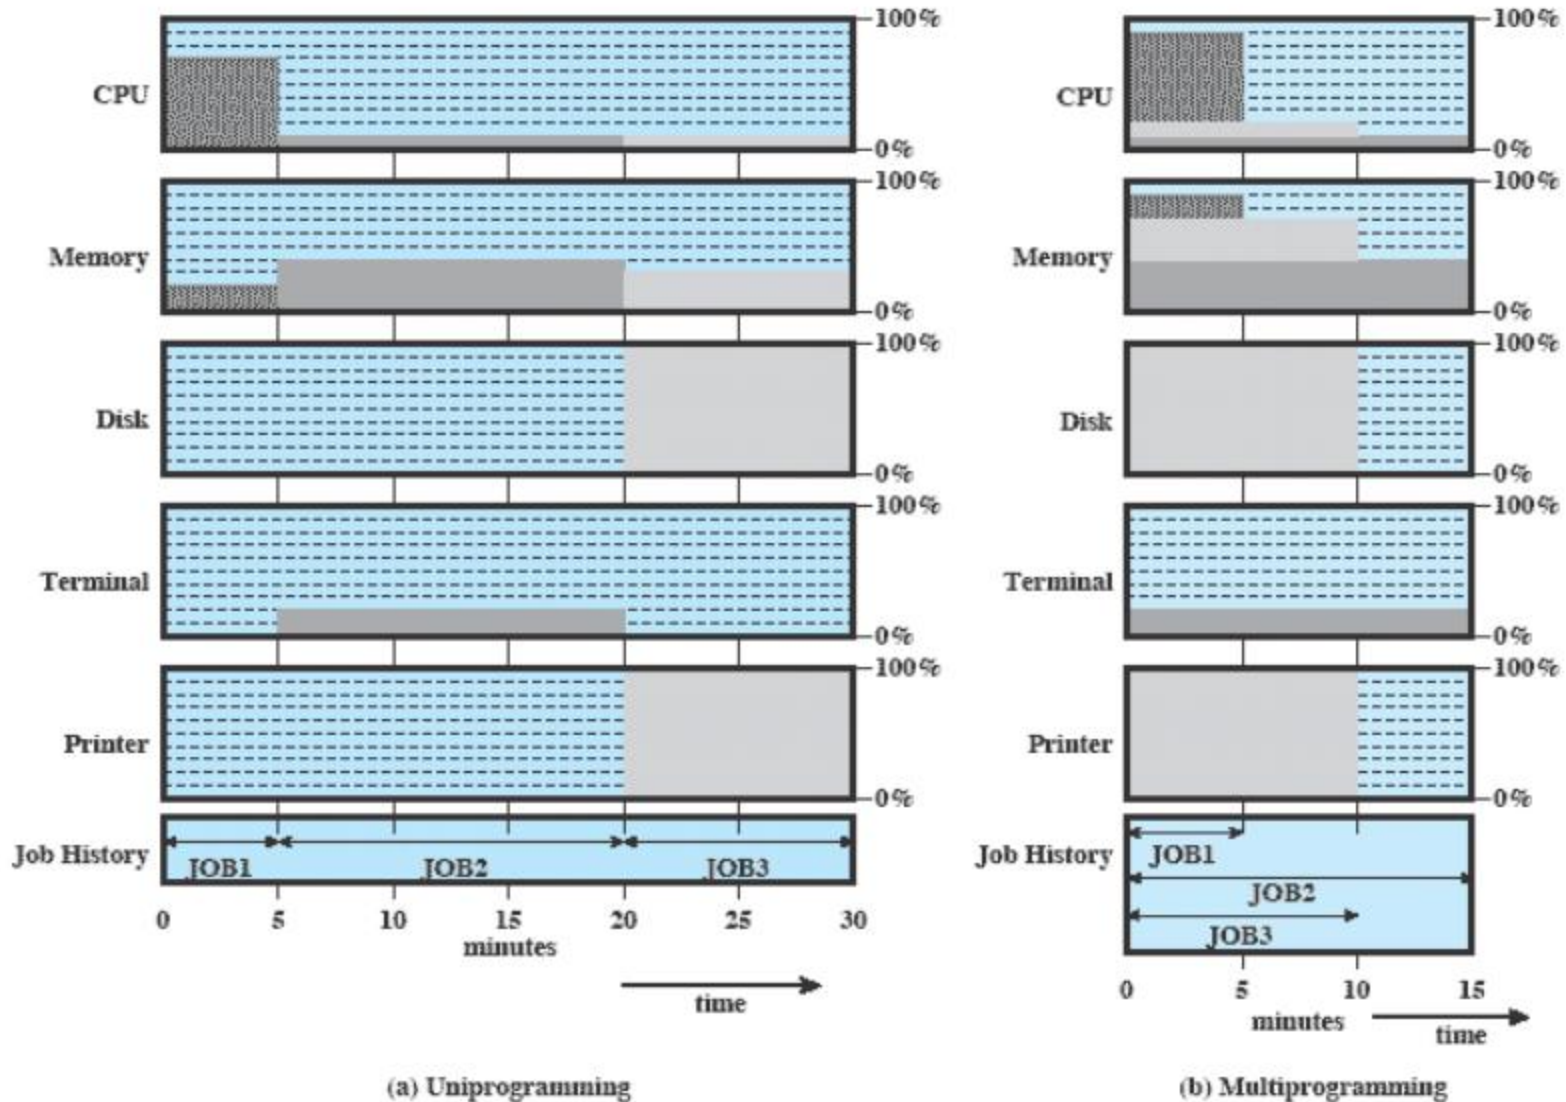 100%
CPU
0%
100%
Memory
0%
100%
Disk
0%
100%
Terminal
0%
100%
Printer
0%
Job History
JOB1 JOB2 JOB3
0 5 10 15 20 25 30
minutes
time
(a) Uniprogramming
100%
CPU
0%
100%
Memory
0%
100%
Disk
0%
100%
Terminal
0%
100%
Printer
0%
Job History
JOB1
JOB2
JOB3
0 5 10 15
minutes
time
(b) Multiprogramming